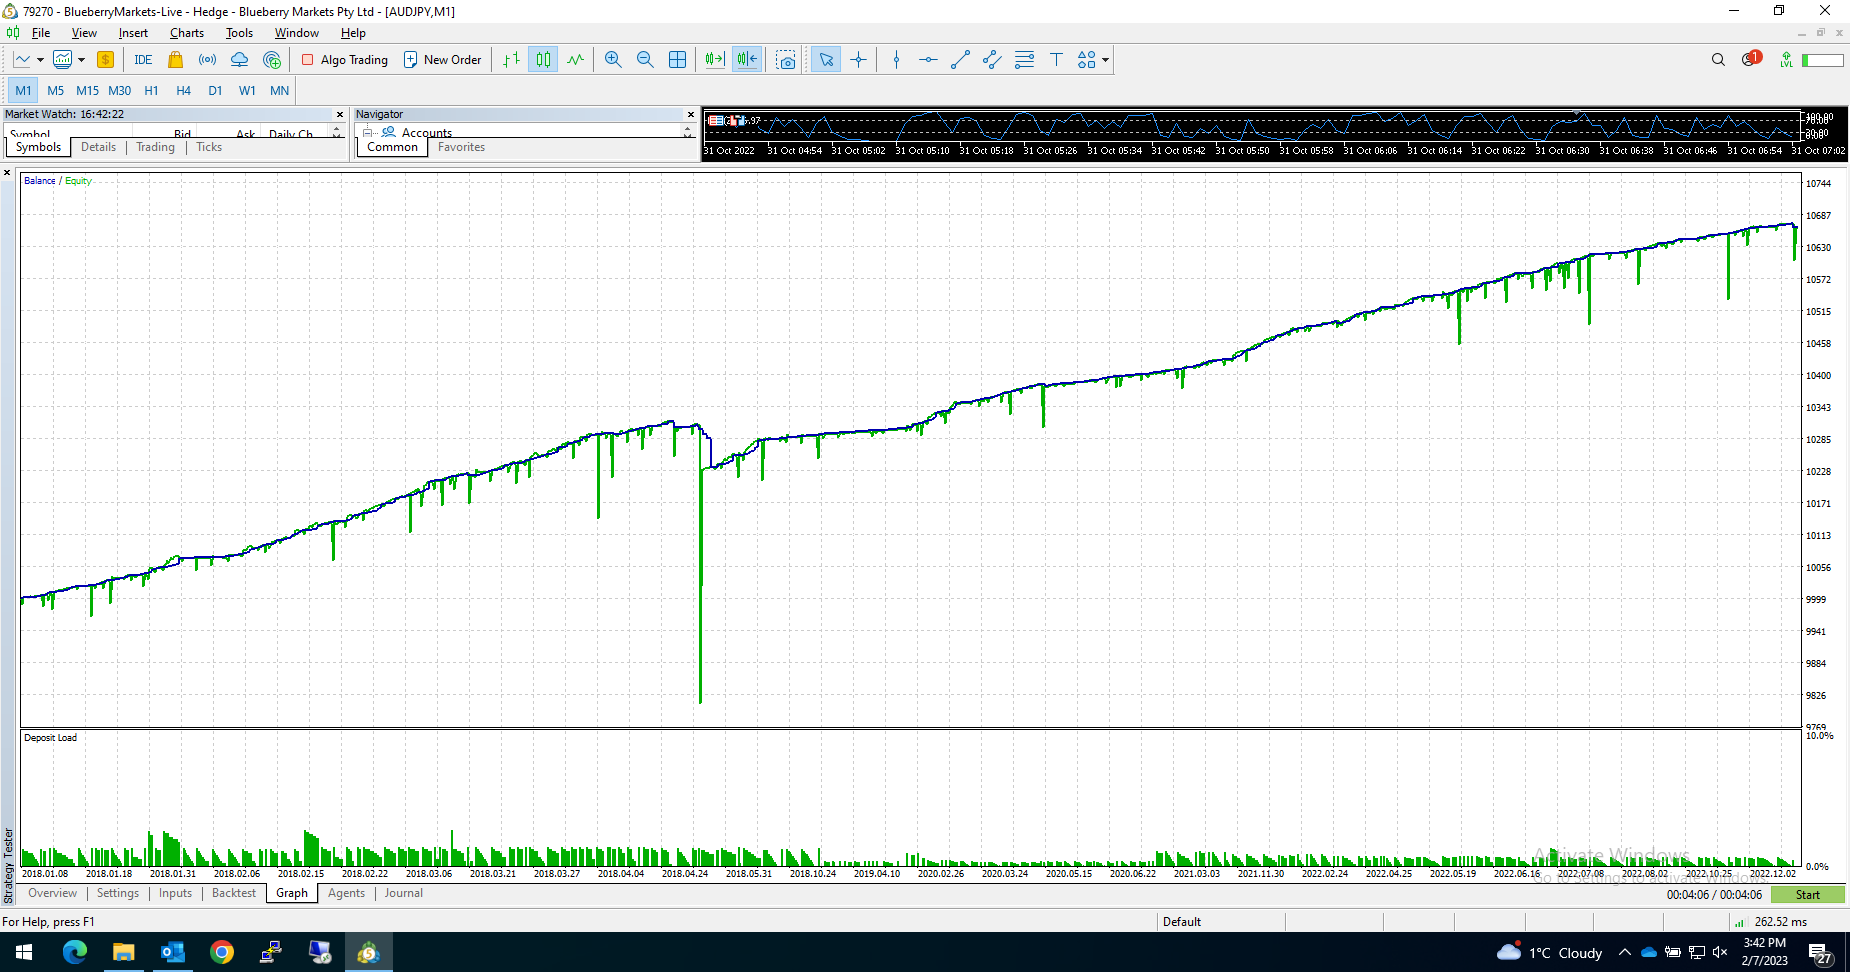 79270 - BlueberryMarkets-Live - Hedge - Blueberry Markets Pty Ltd - [AUDJPY,M1]
File View Insert Charts Tools Window Help
IDE Algo Trading New Order 1 LVL
M1 M5 M15 M30 H1 H4 D1 W1 MN
Market Watch: 16:42:22
Symbol Bid Ask Daily Ch...
Symbols Details Trading Ticks
Navigator
Accounts
Common Favorites
31 Oct 2022 31 Oct 04:54 31 Oct 05:02 31 Oct 05:10 31 Oct 05:18 31 Oct 05:26 31 Oct 05:34 31 Oct 05:42 31 Oct 05:50 31 Oct 05:58 31 Oct 06:06 31 Oct 06:14 31 Oct 06:22 31 Oct 06:30 31 Oct 06:38 31 Oct 06:46 31 Oct 06:54 31 Oct 07:02
Balance / Equity
10744
10687
10630
10572
10515
10458
10400
10343
10285
10228
10171
10113
10056
9999
9941
9884
9826
9769
Deposit Load
10.0%
0.0%
2018.01.08 2018.01.18 2018.01.31 2018.02.06 2018.02.15 2018.02.22 2018.03.06 2018.03.21 2018.03.27 2018.04.04 2018.04.24 2018.05.31 2018.10.24 2019.04.10 2020.02.26 2020.03.24 2020.05.15 2020.06.22 2021.03.03 2021.11.30 2022.02.24 2022.05.19 2022.06.16 2022.07.08 2022.08.02 2022.10.25 2022.12.02
Activate Windows
Go to Settings to activate Windows.
Strategy Tester
Overview Settings Inputs Backtest Graph Agents Journal
00:04:06 / 00:04:06 Start
For Help, press F1 Default 262.52 ms
1°C Cloudy
3:42 PM
2/7/2023
27